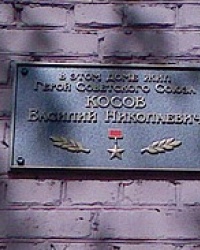 В ЭТОМ ДОМЕ ЖИЛ
ГЕРОЙ СОВЕТСКОГО СОЮЗА
КОСОВ
ВАСИЛИЙ НИКОЛАЕВИЧ